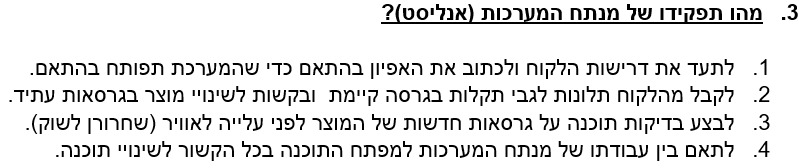 3. מהו תפקידו של מנתח המערכות (אנליסט)?
1. לתעד את דרישות הלקוח ולכתוב את האפיון בהתאם כדי שהמערכת תפותח בהתאם.
2. לקבל מהלקוח תלונות לגבי תקלות בגרסה קיימת ובקשות לשינויי מוצר בגרסאות עתיד.
3. לבצע בדיקות תוכנה על גרסאות חדשות של המוצר לפני עלייה לאוויר (שחרורן לשוק).
4. לתאם בין עבודתו של מנתח המערכות למפתח התוכנה בכל הקשור לשינויי תוכנה.